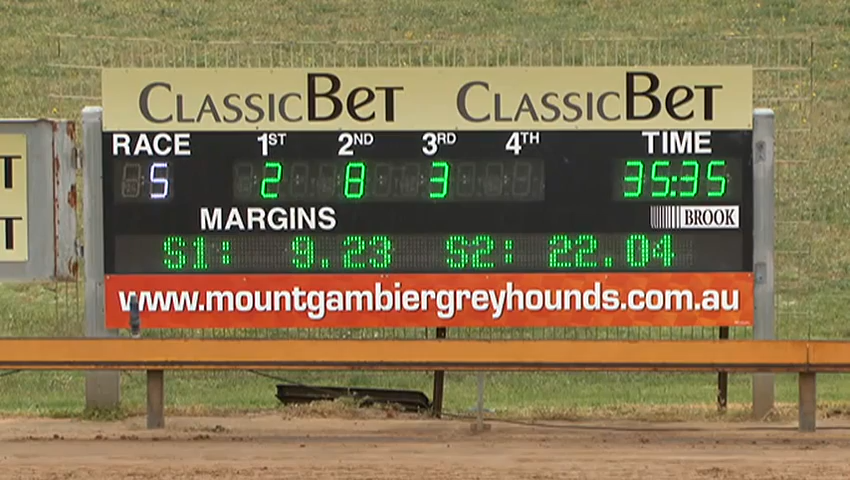 CLASSICBET CLASSICBET
RACE 1ST 2ND 3RD 4TH TIME
5 2 8 3 35:35
MARGINS BROOK
S1: 9.23 S2: 22.04
www.mountgambiergreyhounds.com.au
T
T